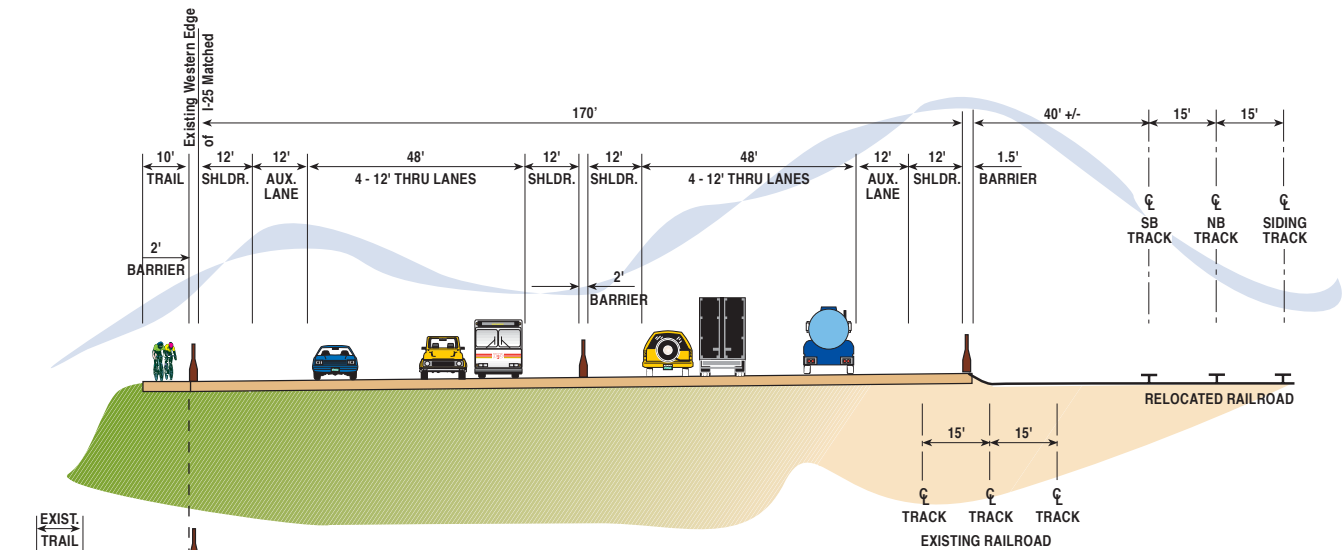 Existing Western Edge
of I-25 Matched
170'
40' +/-
15'
15'
10'
TRAIL
12'
SHLDR.
12'
AUX.
LANE
48'
4 - 12' THRU LANES
12'
SHLDR.
12'
SHLDR.
48'
4 - 12' THRU LANES
12'
AUX.
LANE
12'
SHLDR.
1.5'
BARRIER
℄
SB
TRACK
℄
NB
TRACK
℄
SIDING
TRACK
2'
BARRIER
2'
BARRIER
RELOCATED RAILROAD
15'
15'
℄
TRACK
℄
TRACK
℄
TRACK
EXISTING RAILROAD
EXIST.
TRAIL